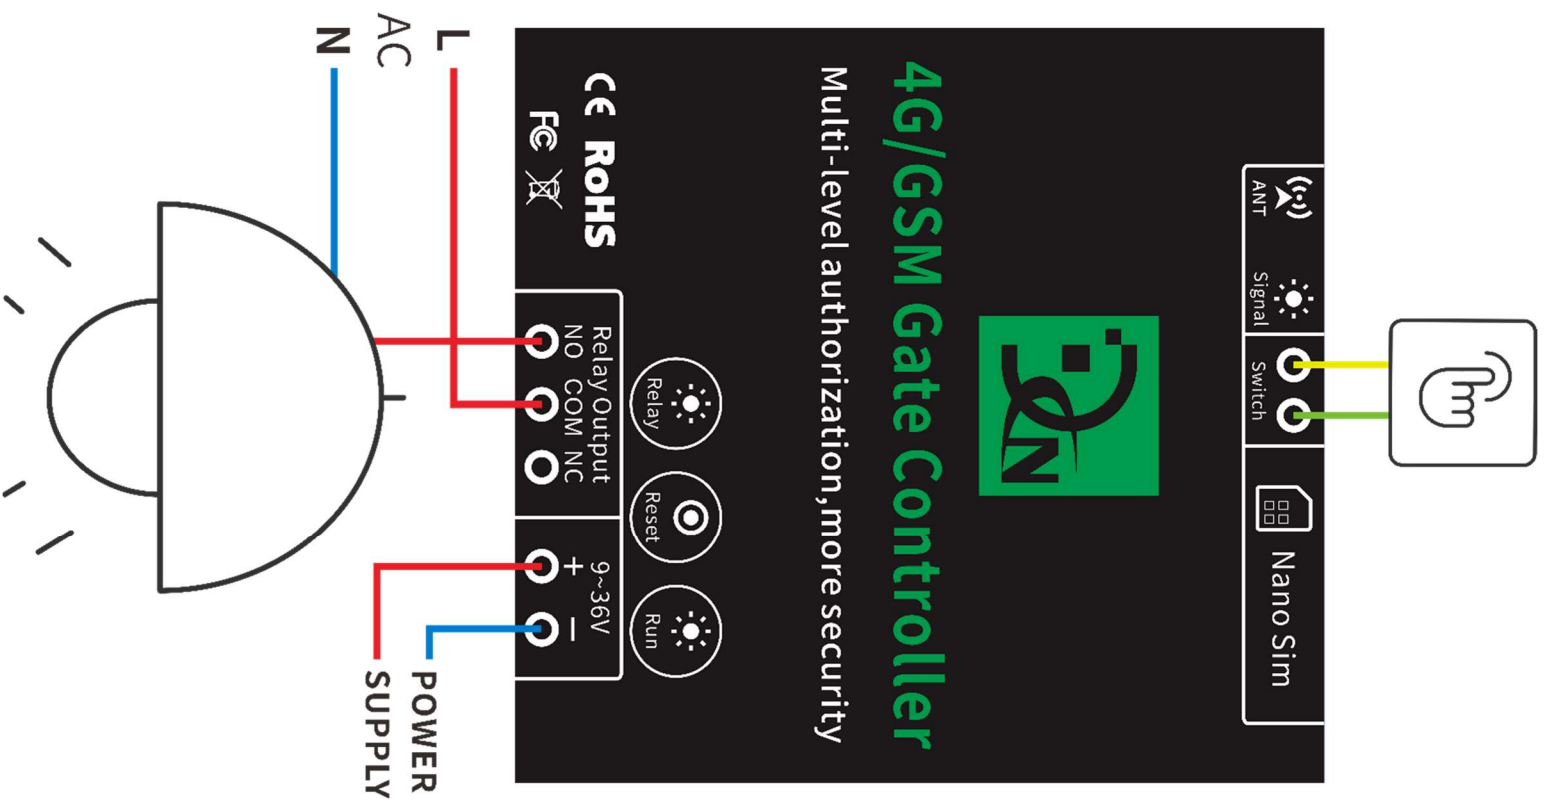 ANT
Signal
Switch
Nano Sim
N
4G/GSM Gate Controller
Multi-level authorization,more security
Relay
Reset
Run
CE RoHS
FC
Relay Output
NO COM NC
9~36V
+ −
L
AC
N
POWER
SUPPLY